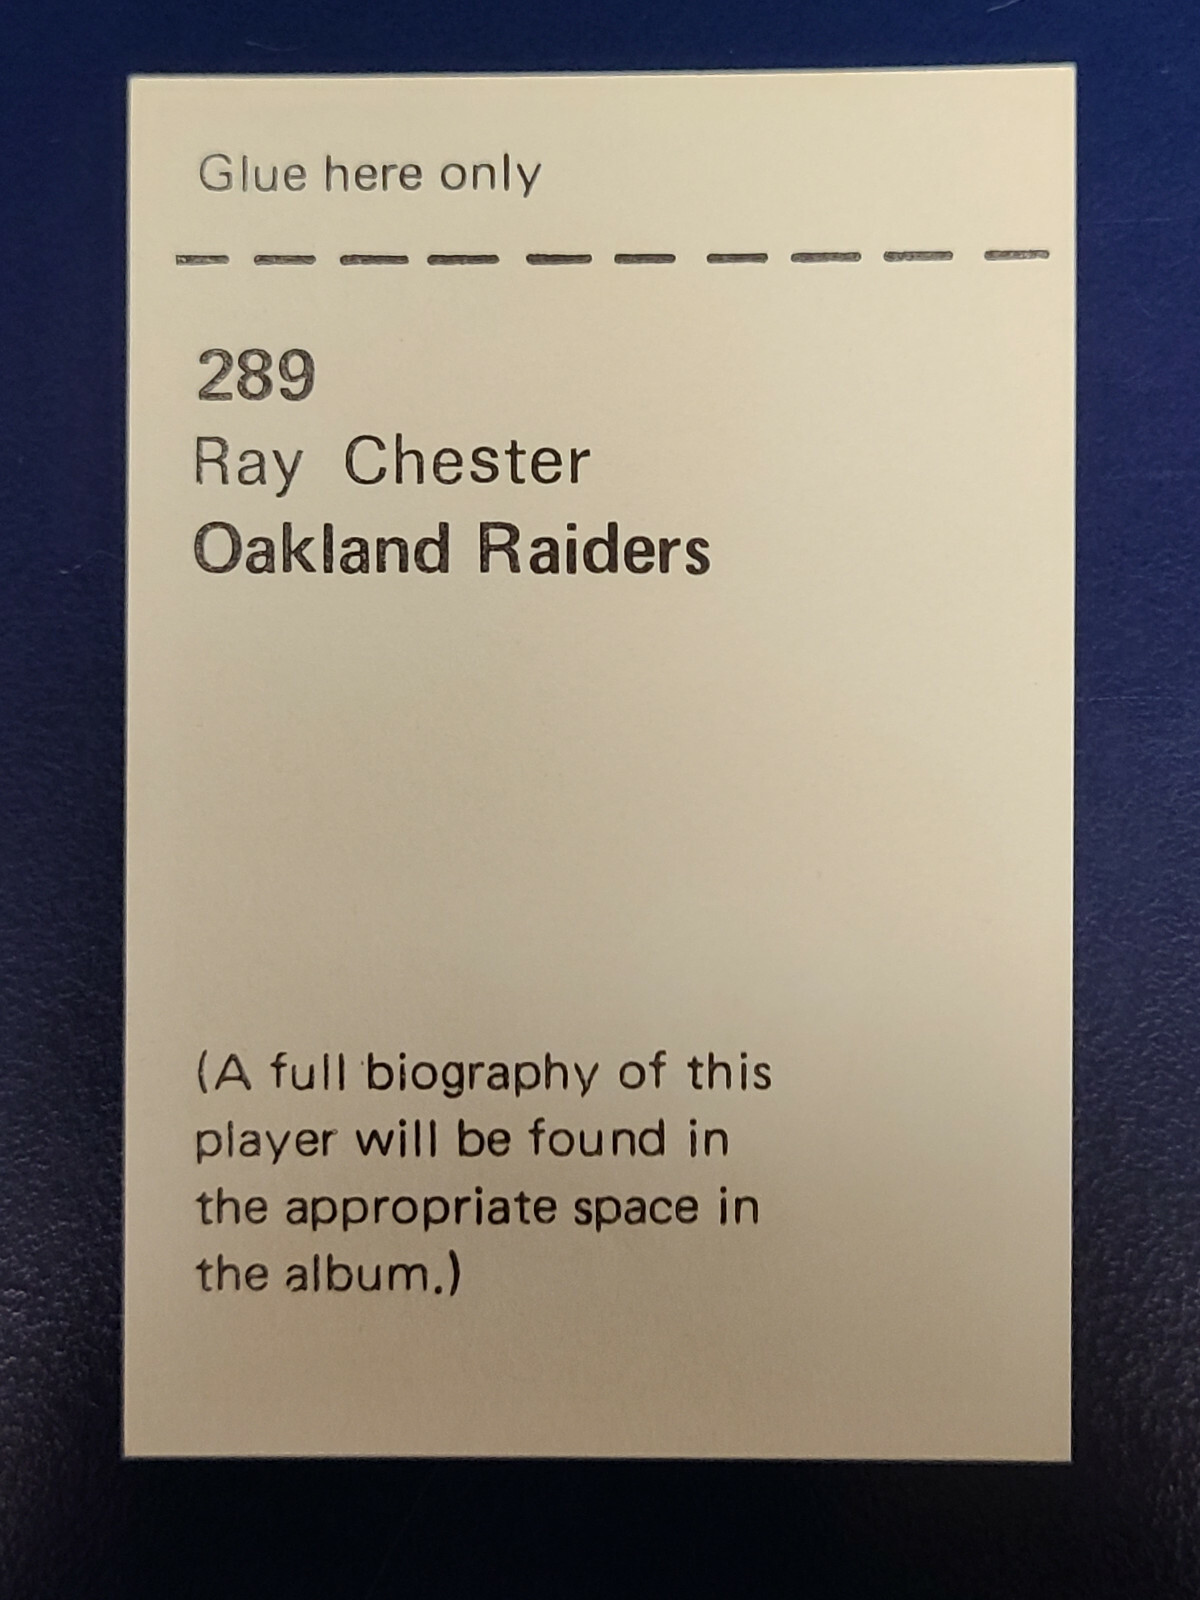 Glue here only
289
Ray Chester
Oakland Raiders
(A full biography of this
player will be found in
the appropriate space in
the album.)